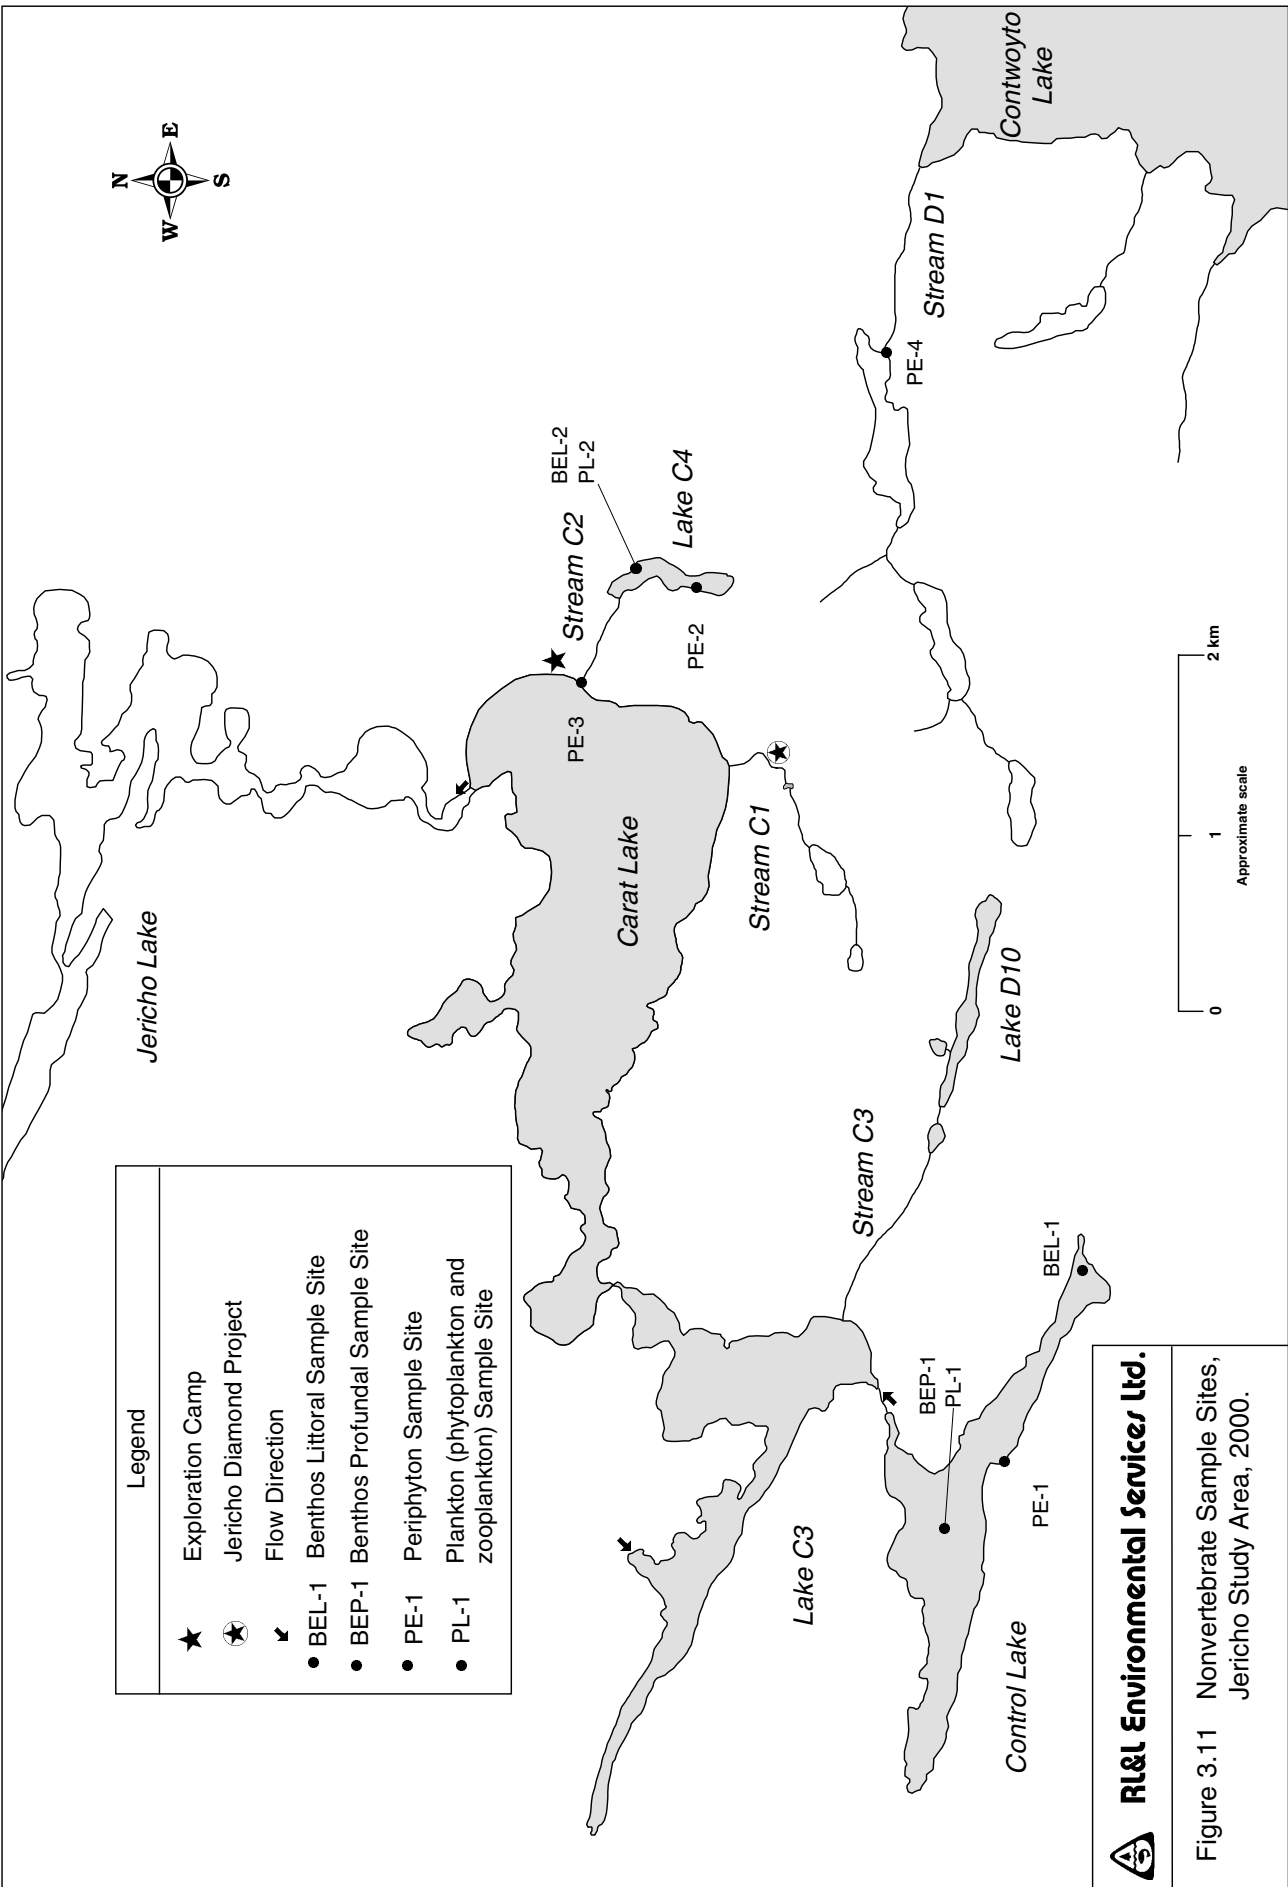 Legend
Exploration Camp
Jericho Diamond Project
Flow Direction
BEL-1 Benthos Littoral Sample Site
BEP-1 Benthos Profundal Sample Site
PE-1 Periphyton Sample Site
PL-1 Plankton (phytoplankton and
zooplankton) Sample Site
N
W
E
S
Jericho Lake
Contwoyto
Lake
BEL-2
PL-2
Stream C2
Lake C4
PE-2
PE-3
Carat Lake
Stream C1
Stream D1
PE-4
Stream C3
Lake D10
Lake C3
BEP-1
PL-1
BEL-1
PE-1
Control Lake
0
1
2 km
Approximate scale
RL&L Environmental Services Ltd.
Figure 3.11 Nonvertebrate Sample Sites,
Jericho Study Area, 2000.